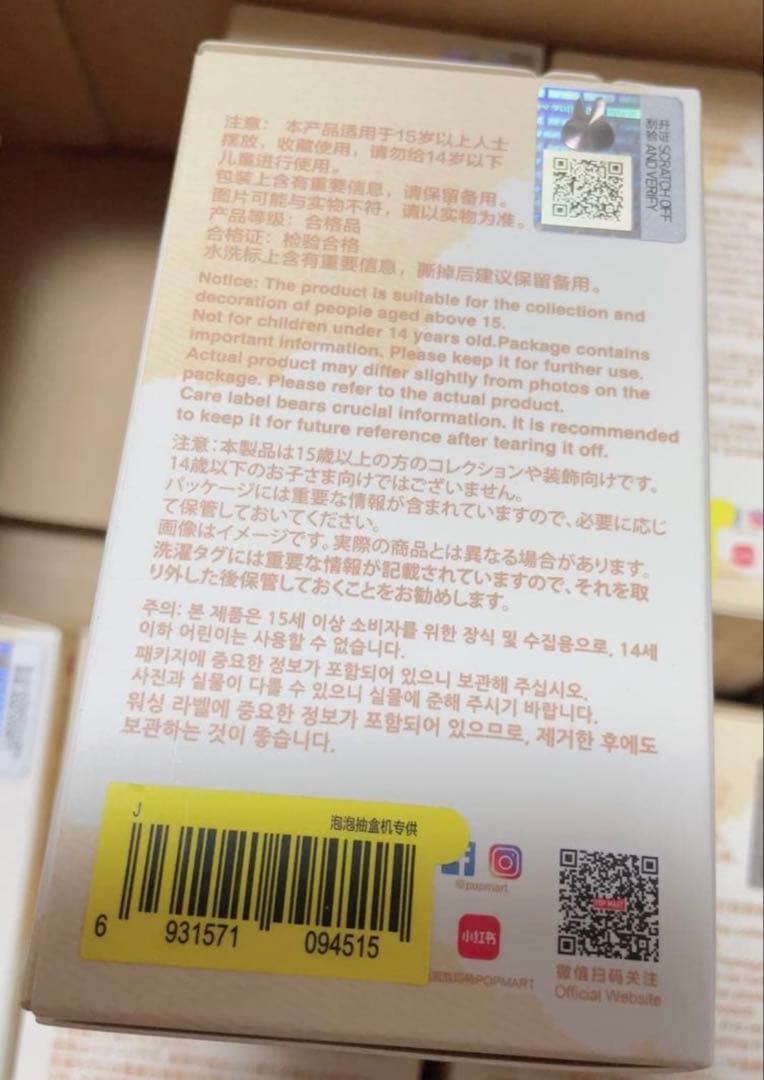 注意: 本产品适用于15岁以上人士
摆放，收藏使用，请勿给14岁以下
儿童进行使用。
包装上含有重要信息，请保留备用。
图片可能与实物不符，请以实物为准。
产品等级：合格品
合格证：检验合格
水洗标上含有重要信息，撕掉后建议保留备用。
刮开 SCRATCH OFF
验证 AND VERIFY
Notice: The product is suitable for the collection and
decoration of people aged above 15.
Not for children under 14 years old.Package contains
important information. Please keep it for further use.
Actual product may differ slightly from photos on the
package. Please refer to the actual product.
Care label bears crucial information. It is recommended
to keep it for future reference after tearing it off.
注意：本製品は15歳以上の方のコレクションや装飾向けです。
14歳以下のお子さま向けではございません。
パッケージには重要な情報が含まれていますので、必要に応じ
て保管しておいてください。
画像はイメージです。実際の商品とは異なる場合があります。
洗濯タグには重要な情報が記載されていますので、それを取
り外した後保管しておくことをお勧めします。
주의: 본 제품은 15세 이상 소비자를 위한 장식 및 수집용으로, 14세
이하 어린이는 사용할 수 없습니다.
패키지에 중요한 정보가 포함되어 있으니 보관해 주십시오.
사진과 실물이 다를 수 있으니 실물에 준해 주시기 바랍니다.
워싱 라벨에 중요한 정보가 포함되어 있으므로, 제거한 후에도
보관하는 것이 좋습니다.
J
泡泡抽盒机专供
6 931571 094515
@popmart
小红书
POPMART
POP MART
微信扫码关注
Official Website